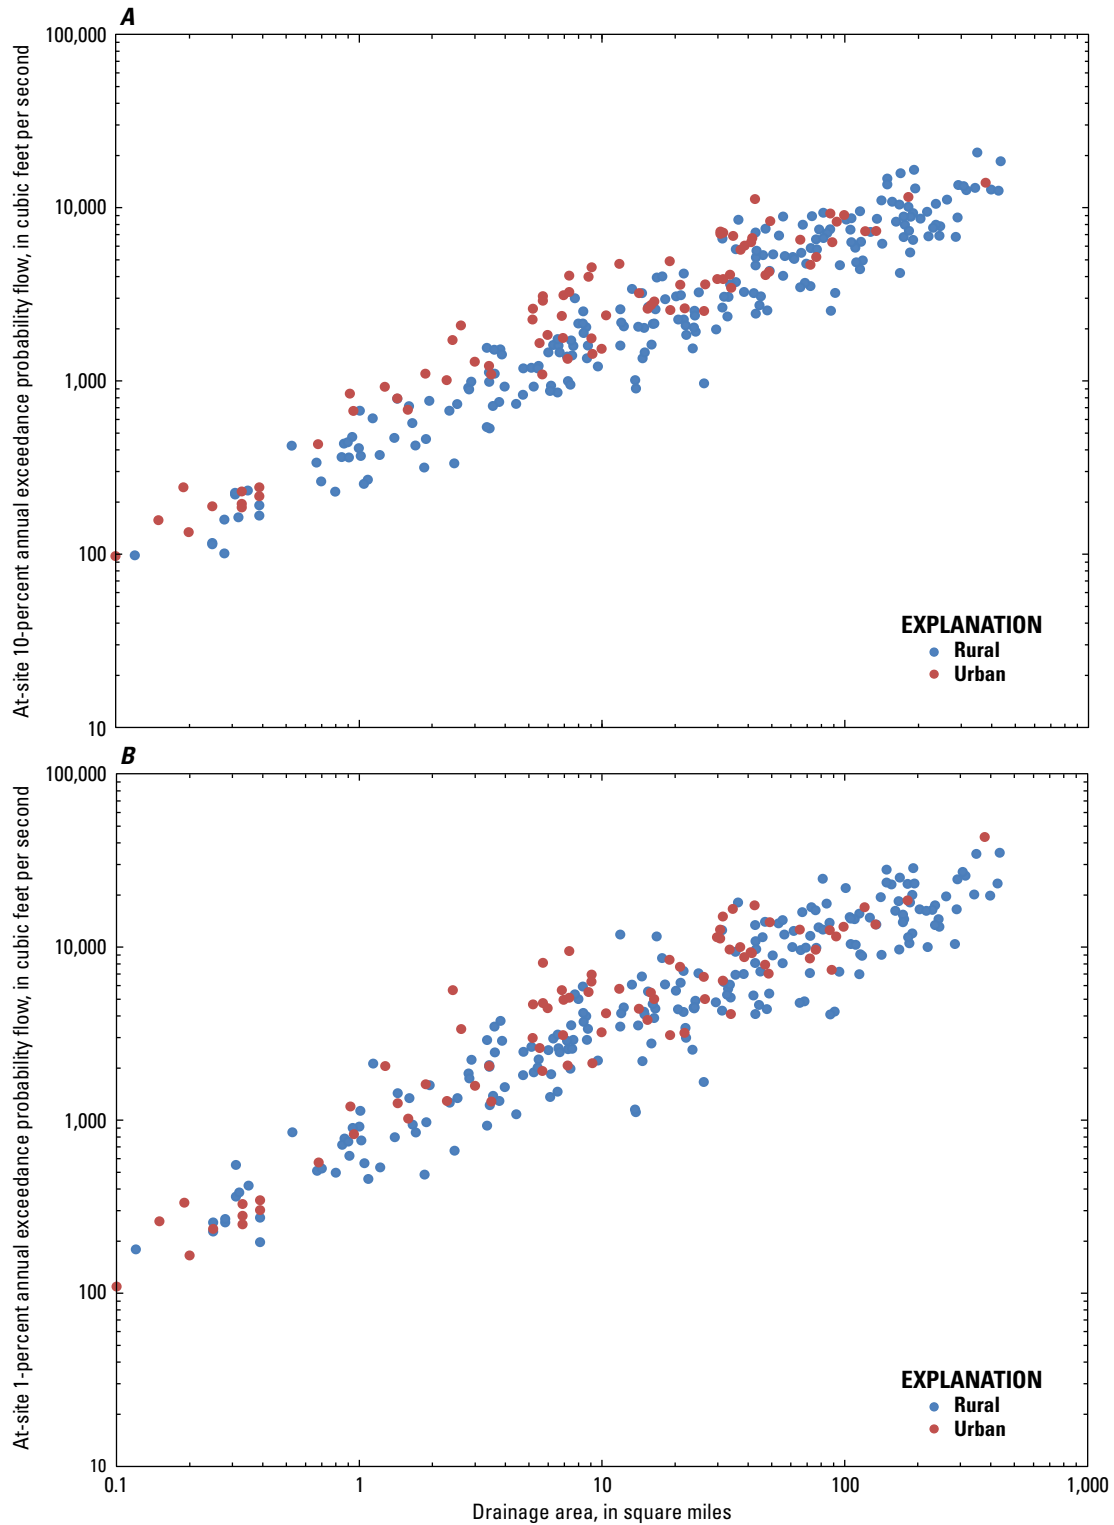 A
100,000
10,000
1,000
100
10
At-site 10-percent annual exceedance probability flow, in cubic feet per second
EXPLANATION
Rural
Urban
B
100,000
10,000
1,000
100
10
At-site 1-percent annual exceedance probability flow, in cubic feet per second
EXPLANATION
Rural
Urban
0.1 1 10 100 1,000
Drainage area, in square miles